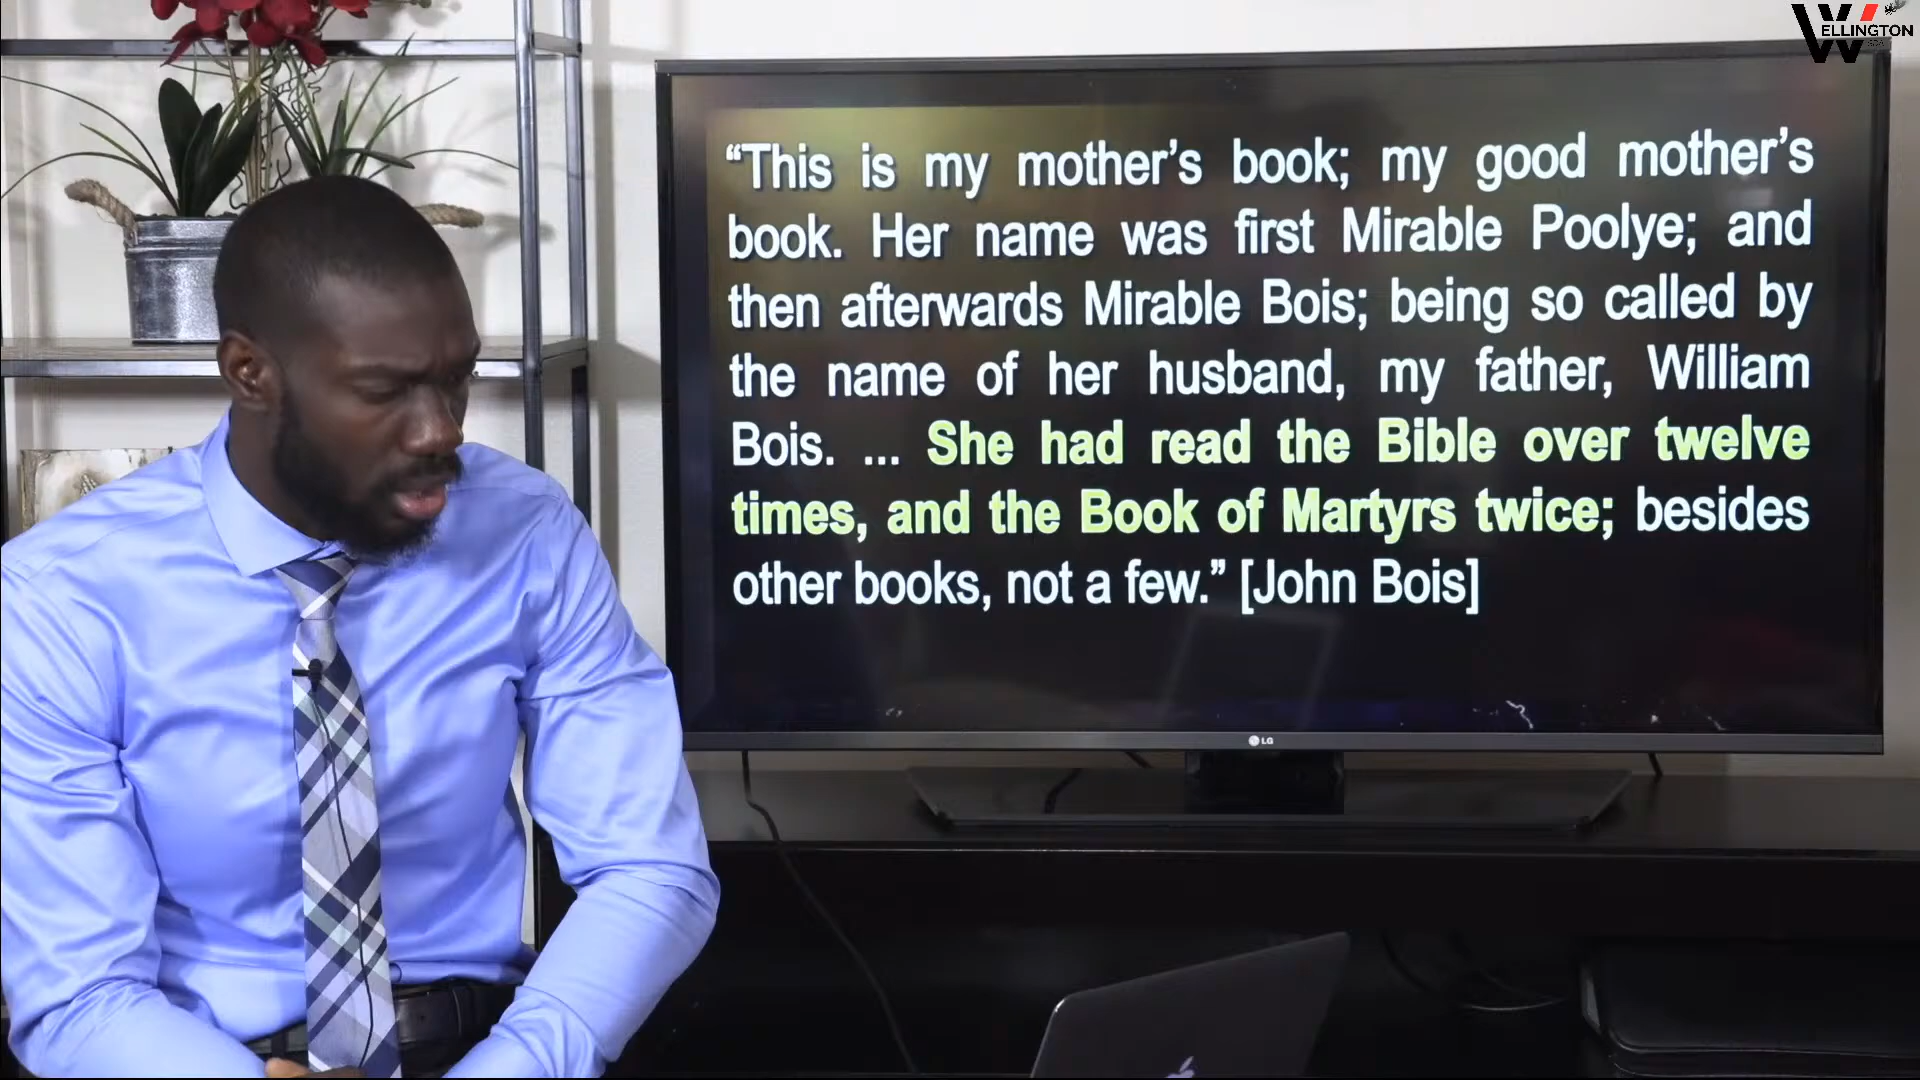 WELLINGTON
SDA
“This is my mother’s book; my good mother’s
book. Her name was first Mirable Poolye; and
then afterwards Mirable Bois; being so called by
the name of her husband, my father, William
Bois. ... She had read the Bible over twelve
times, and the Book of Martyrs twice; besides
other books, not a few.” [John Bois]
LG